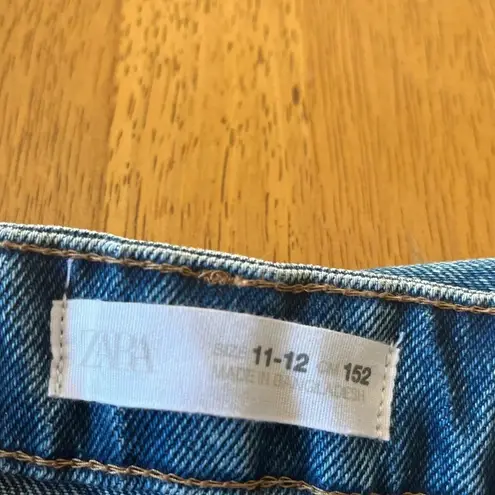 ZARA
SIZE 11-12 CM 152
MADE IN BANGLADESH